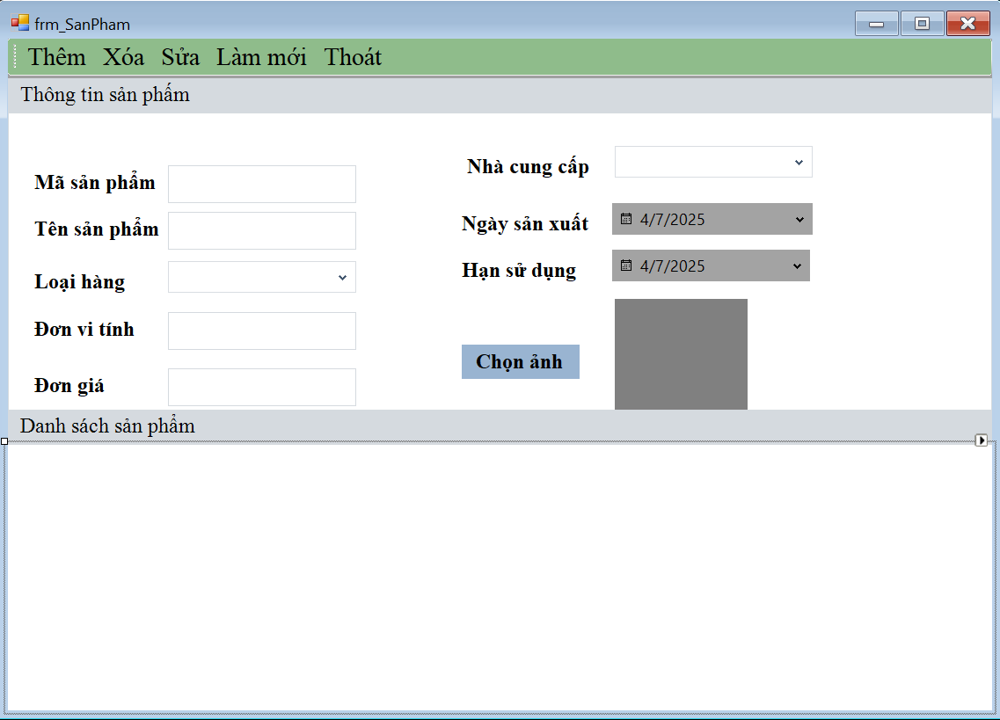 frm_SanPham
Thêm Xóa Sửa Làm mới Thoát
Thông tin sản phẩm
Mã sản phẩm
Tên sản phẩm
Loại hàng
Đơn vi tính
Đơn giá
Nhà cung cấp
Ngày sản xuất 4/7/2025
Hạn sử dụng 4/7/2025
Chọn ảnh
Danh sách sản phẩm